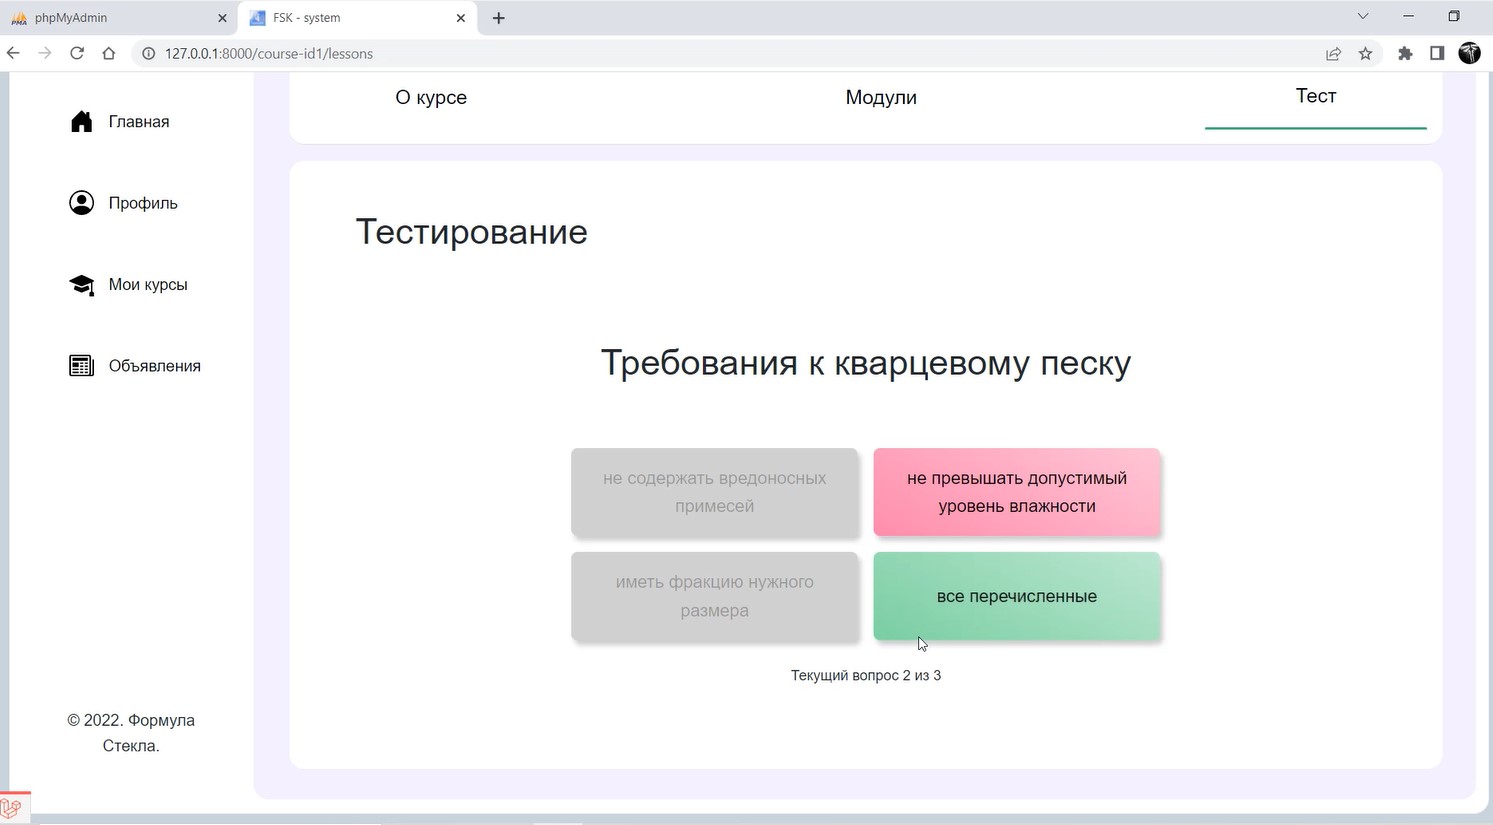 phpMyAdmin
FSK - system
127.0.0.1:8000/course-id1/lessons
Главная
Профиль
Мои курсы
Объявления
© 2022. Формула
Стекла.
О курсе
Модули
Тест
Тестирование
Требования к кварцевому песку
не содержать вредоносных
примесей
не превышать допустимый
уровень влажности
иметь фракцию нужного
размера
все перечисленные
Текущий вопрос 2 из 3